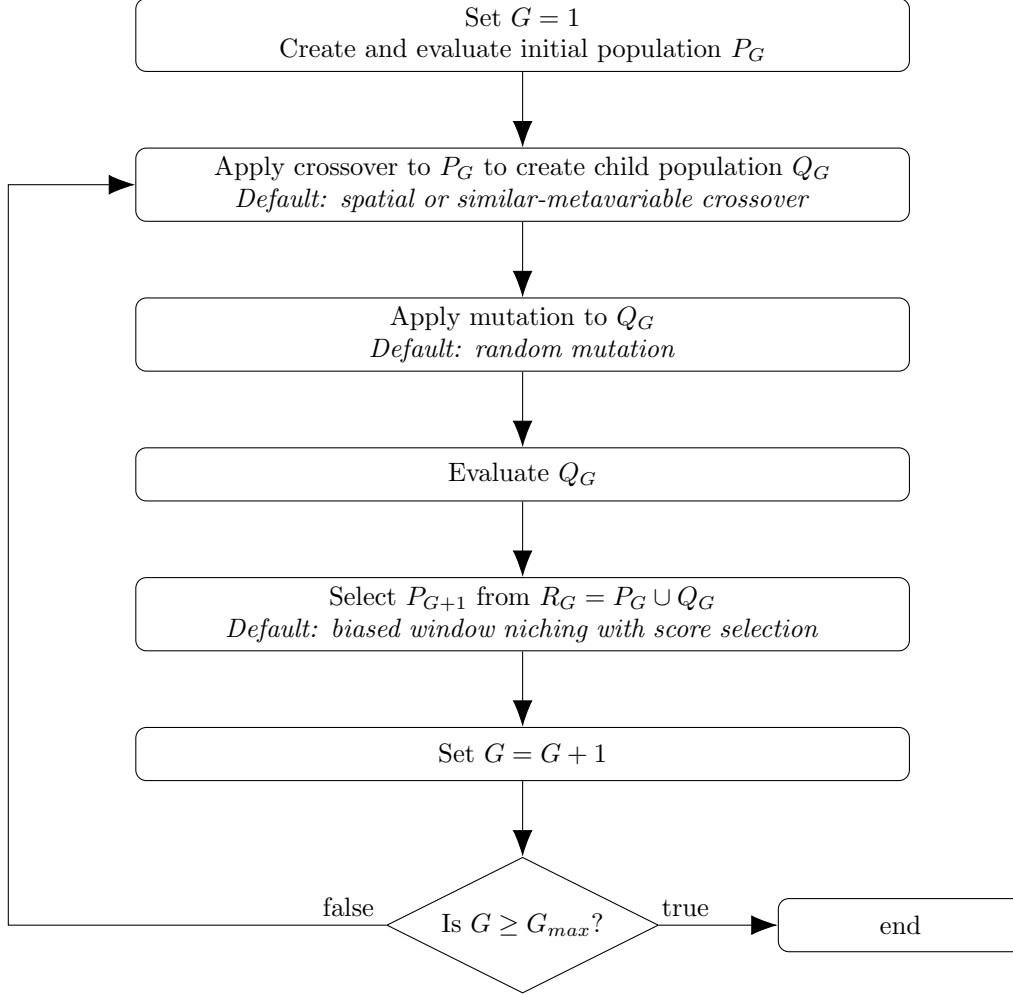 Set G = 1
Create and evaluate initial population P_G
Apply crossover to P_G to create child population Q_G
Default: spatial or similar-metavariable crossover
Apply mutation to Q_G
Default: random mutation
Evaluate Q_G
Select P_{G+1} from R_G = P_G ∪ Q_G
Default: biased window niching with score selection
Set G = G + 1
false
Is G ≥ G_{max}?
true
end